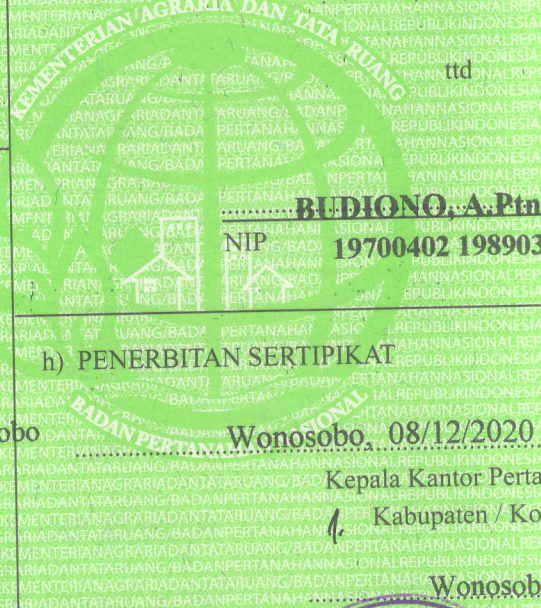 KEMENTERIAN AGRARIA DAN TATA RUANG
ttd
BUDIONO, A.Ptn
NIP 19700402 198903
h) PENERBITAN SERTIPIKAT
BADAN PERTANAHAN NASIONAL
obo
Wonosobo, 08/12/2020
Kepala Kantor Perta
Kabupaten / Ko
Wonosob